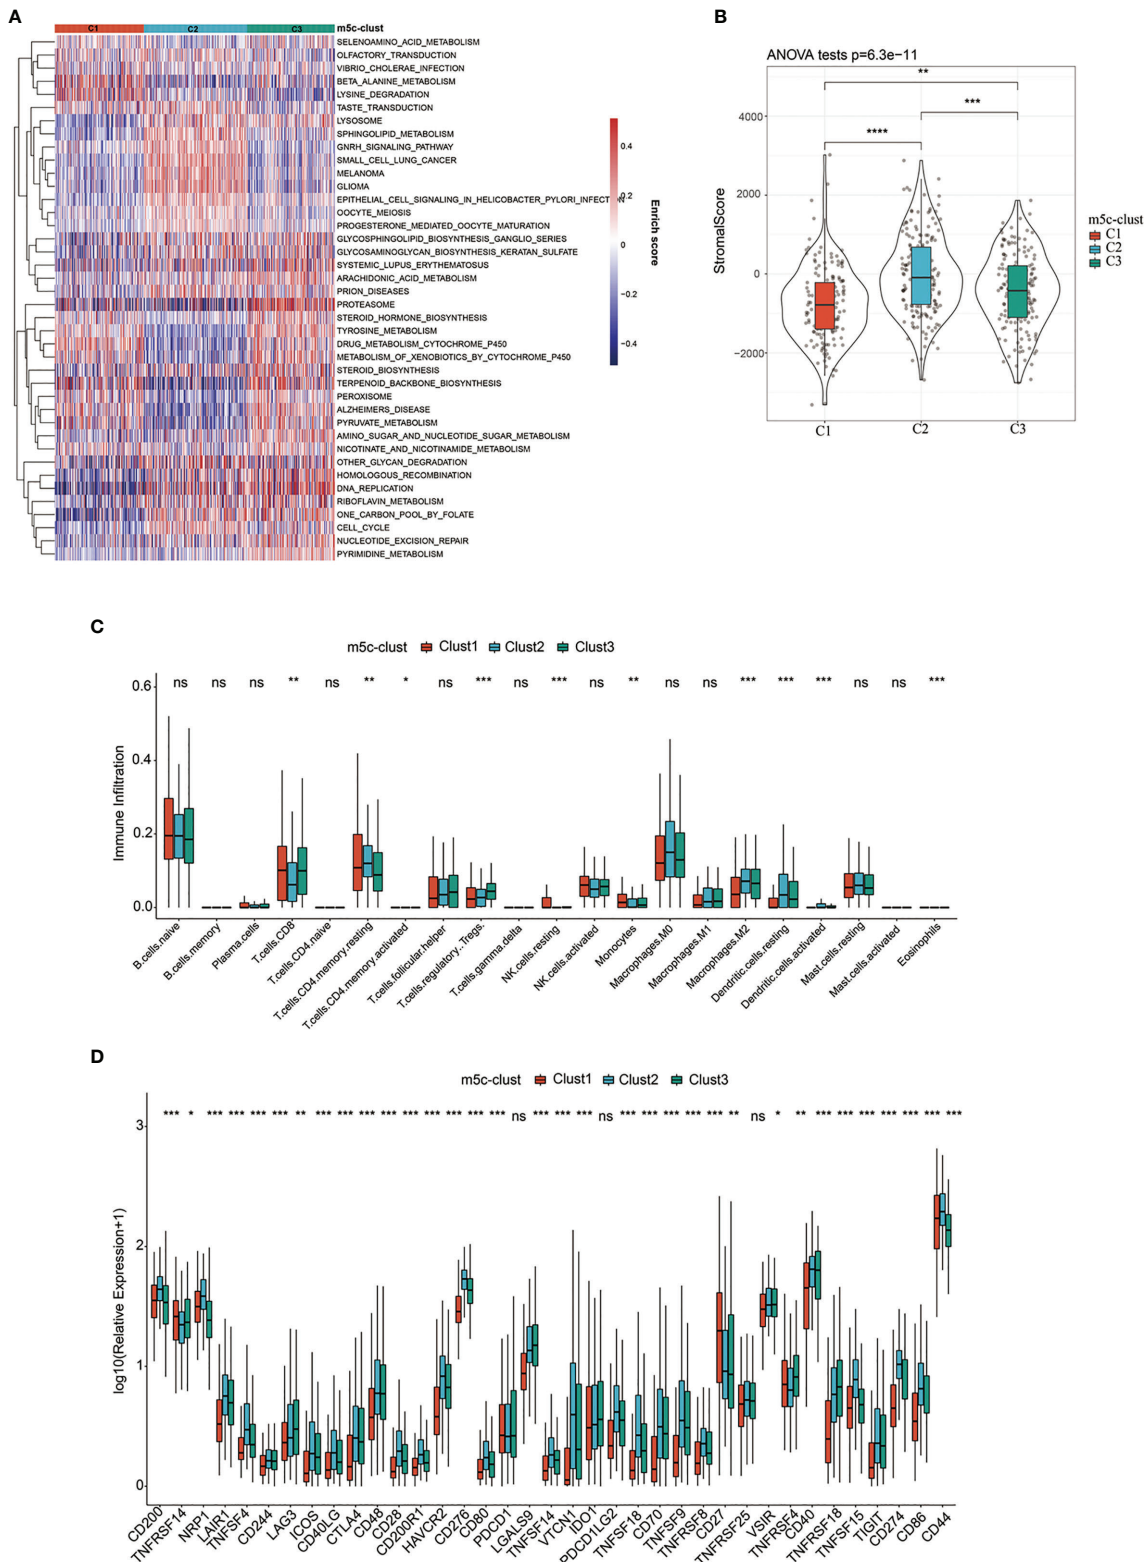 A
C1 C2 C3 m5c-clust
SELENOAMINO_ACID_METABOLISM
OLFACTORY_TRANSDUCTION
VIBRIO_CHOLERAE_INFECTION
BETA_ALANINE_METABOLISM
LYSINE_DEGRADATION
TASTE_TRANSDUCTION
LYSOSOME
SPHINGOLIPID_METABOLISM
GNRH_SIGNALING_PATHWAY
SMALL_CELL_LUNG_CANCER
MELANOMA
GLIOMA
EPITHELIAL_CELL_SIGNALING_IN_HELICOBACTER_PYLORI_INFECTION
OOCYTE_MEIOSIS
PROGESTERONE_MEDIATED_OOCYTE_MATURATION
GLYCOSPHINGOLIPID_BIOSYNTHESIS_GANGLIO_SERIES
GLYCOSAMINOGLYCAN_BIOSYNTHESIS_KERATAN_SULFATE
SYSTEMIC_LUPUS_ERYTHEMATOSUS
ARACHIDONIC_ACID_METABOLISM
PRION_DISEASES
PROTEASOME
STEROID_HORMONE_BIOSYNTHESIS
TYROSINE_METABOLISM
DRUG_METABOLISM_CYTOCHROME_P450
METABOLISM_OF_XENOBIOTICS_BY_CYTOCHROME_P450
STEROID_BIOSYNTHESIS
TERPENOID_BACKBONE_BIOSYNTHESIS
PEROXISOME
ALZHEIMERS_DISEASE
PYRUVATE_METABOLISM
AMINO_SUGAR_AND_NUCLEOTIDE_SUGAR_METABOLISM
NICOTINATE_AND_NICOTINAMIDE_METABOLISM
OTHER_GLYCAN_DEGRADATION
HOMOLOGOUS_RECOMBINATION
DNA_REPLICATION
RIBOFLAVIN_METABOLISM
ONE_CARBON_POOL_BY_FOLATE
CELL_CYCLE
NUCLEOTIDE_EXCISION_REPAIR
PYRIMIDINE_METABOLISM
0.4
0.2
0
−0.2
−0.4
Enrich score
B
ANOVA tests p=6.3e−11
**
***
****
4000
2000
0
−2000
StromalScore
C1 C2 C3
m5c-clust
C1
C2
C3
C
m5c-clust Clust1 Clust2 Clust3
ns ns ns ** ns ** * ns *** ns *** ns ** ns ns *** *** *** ns ns ***
0.6
0.4
0.2
0.0
Immune Infiltration
B.cells.naive
B.cells.memory
Plasma.cells
T.cells.CD8
T.cells.CD4.naive
T.cells.CD4.memory.resting
T.cells.CD4.memory.activated
T.cells.follicular.helper
T.cells.regulatory..Tregs.
T.cells.gamma.delta
NK.cells.resting
NK.cells.activated
Monocytes
Macrophages.M0
Macrophages.M1
Macrophages.M2
Dendritic.cells.resting
Dendritic.cells.activated
Mast.cells.resting
Mast.cells.activated
Eosinophils
D
m5c-clust Clust1 Clust2 Clust3
*** * *** *** *** *** ** *** *** *** *** *** *** *** *** *** ns *** *** *** ns *** *** *** *** *** ** ns * ** *** *** *** *** *** ***
3
2
1
0
log10(Relative Expression+1)
CD200
TNFRSF14
NRP1
LAIR1
TNFSF4
CD244
LAG3
ICOS
CD40LG
CTLA4
CD48
CD28
CD200R1
HAVCR2
CD276
CD80
PDCD1
LGALS9
TNFSF14
VTCN1
IDO1
PDCD1LG2
TNFSF18
CD70
TNFSF9
TNFRSF8
CD27
TNFRSF25
VSIR
TNFRSF4
CD40
TNFRSF18
TNFSF15
TIGIT
CD274
CD86
CD44